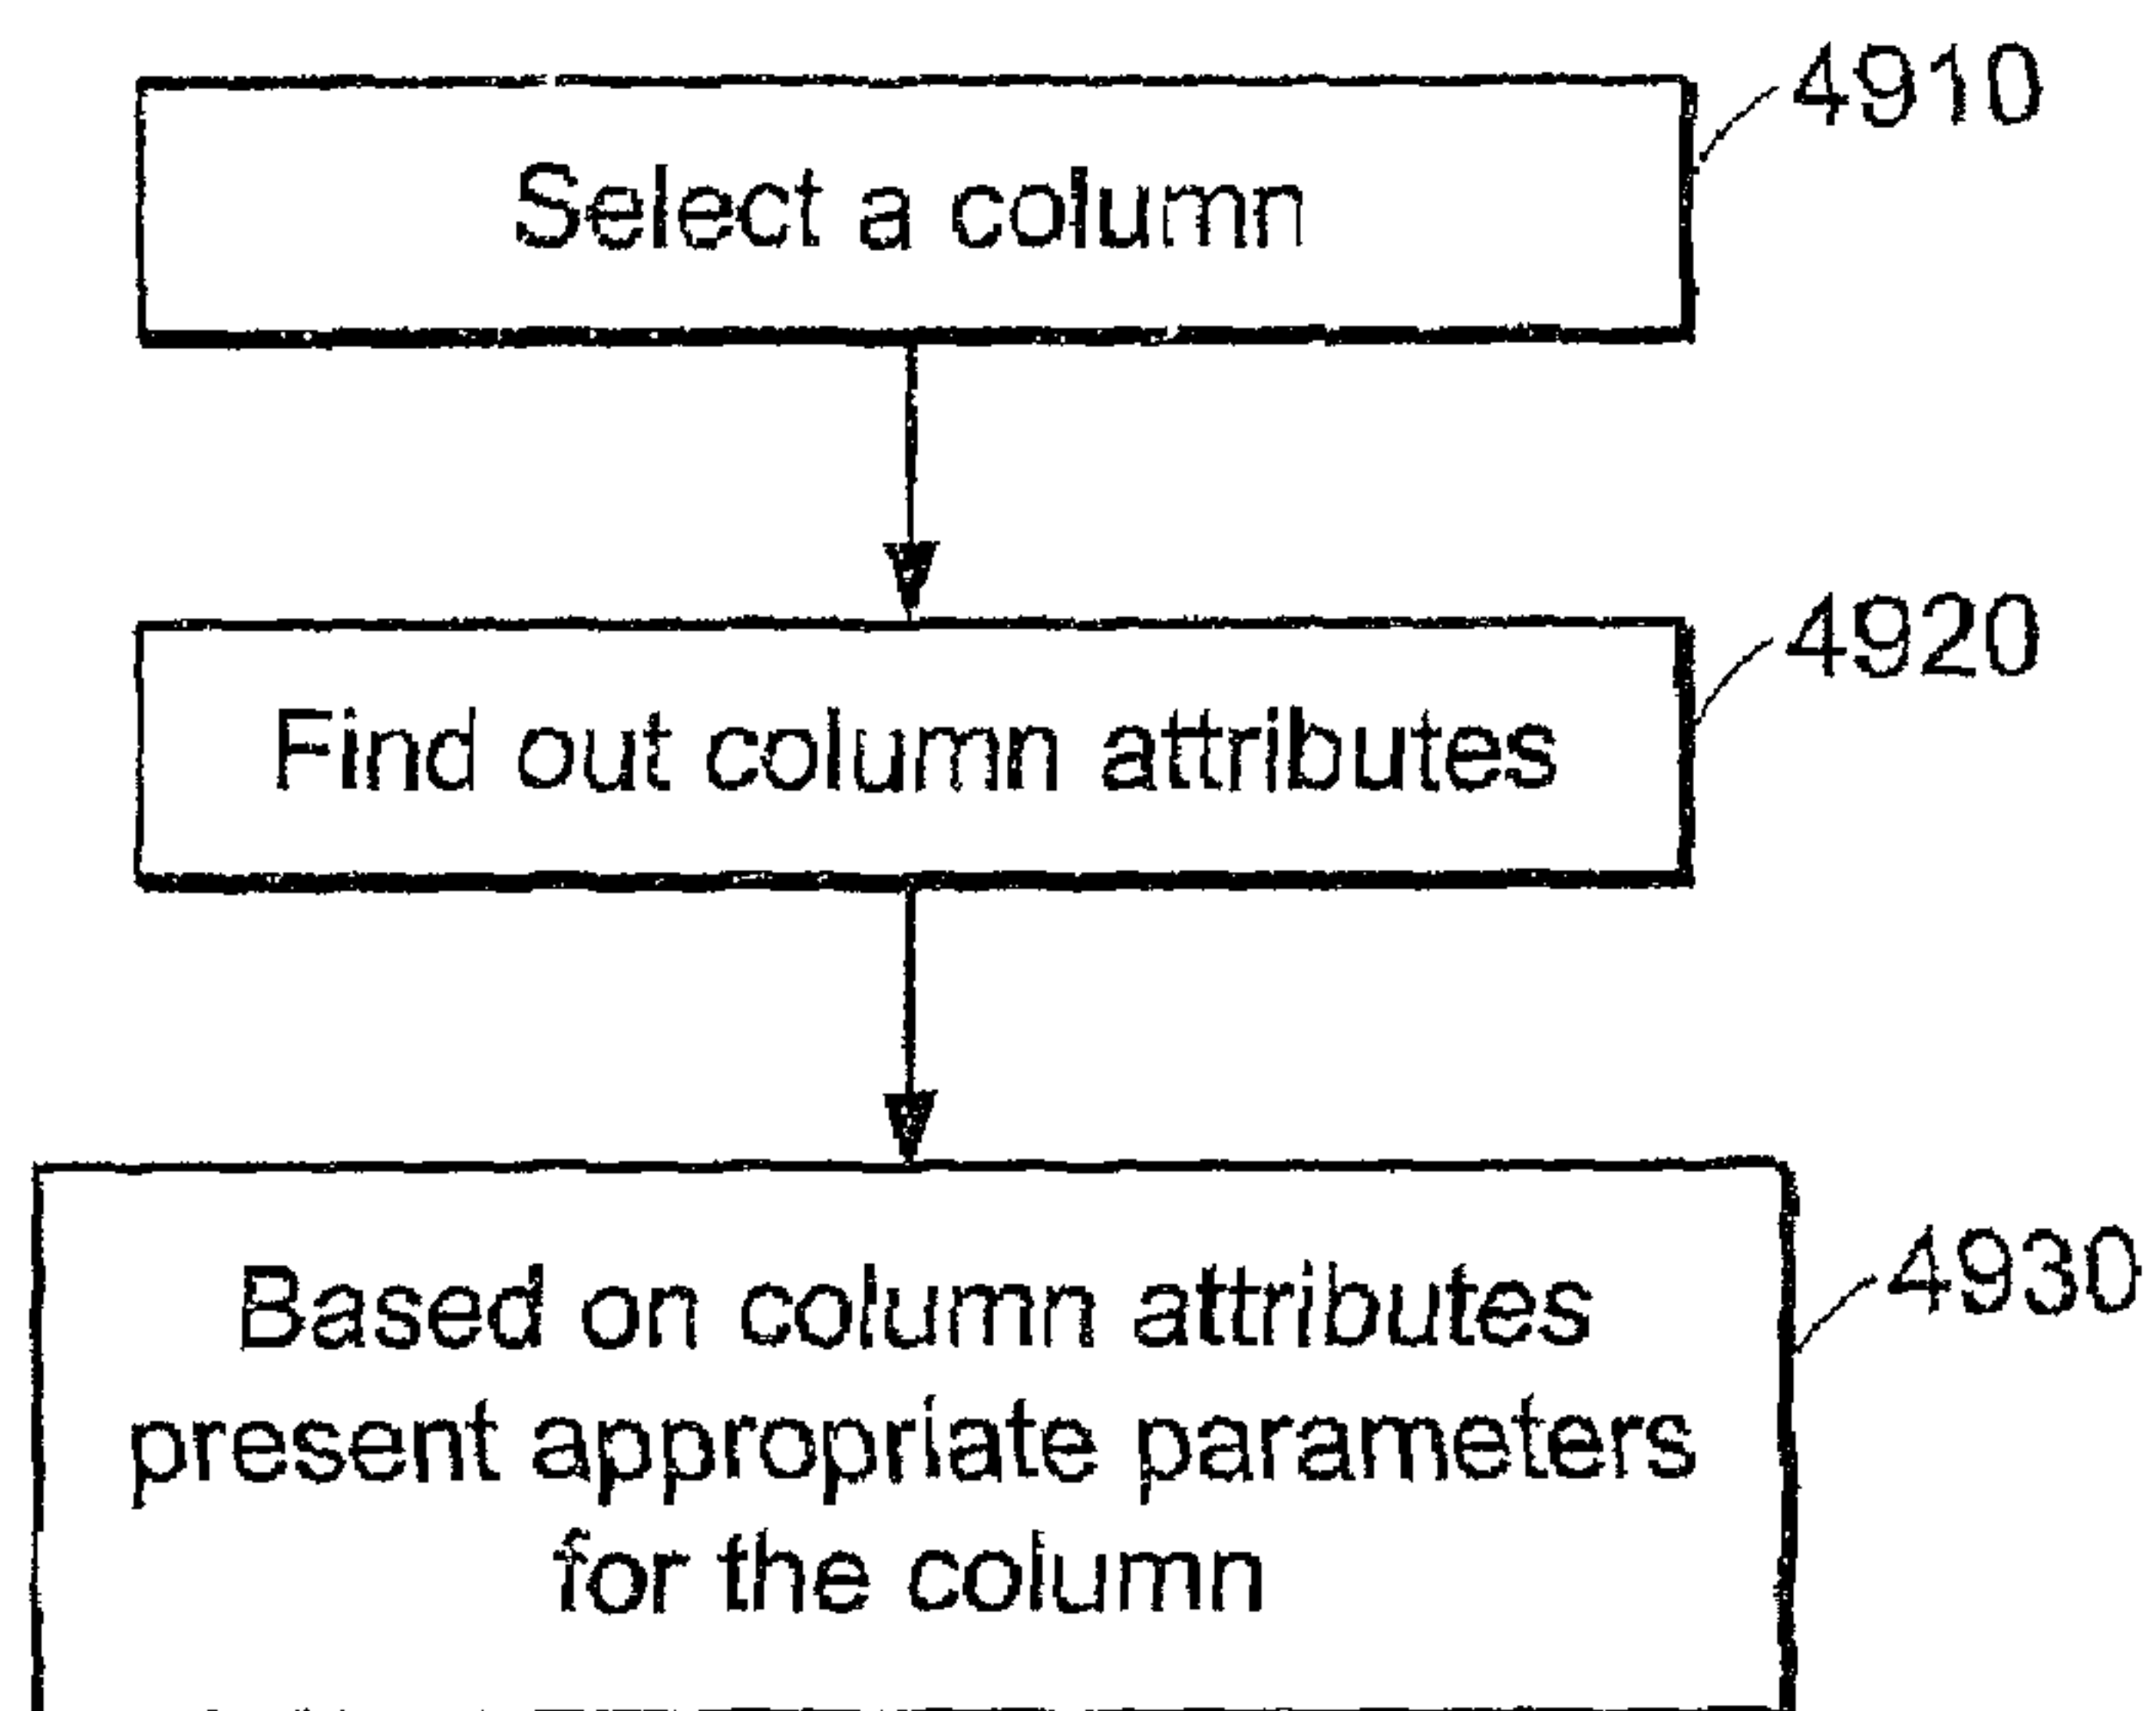 4910
Select a column
4920
Find out column attributes
4930
Based on column attributes
present appropriate parameters
for the column